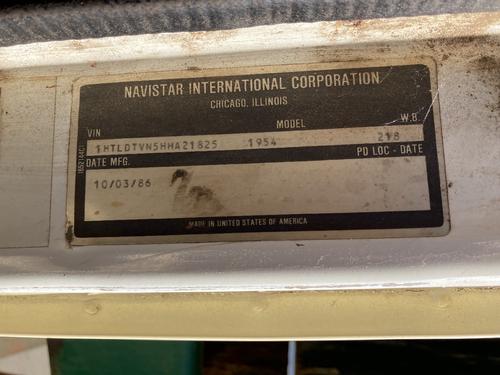 NAVISTAR INTERNATIONAL CORPORATION
CHICAGO, ILLINOIS
VIN MODEL W.B.
1HTLDTVN5HHA21825 1954 218
DATE MFG. PD LOC - DATE
10/03/86
MADE IN UNITED STATES OF AMERICA